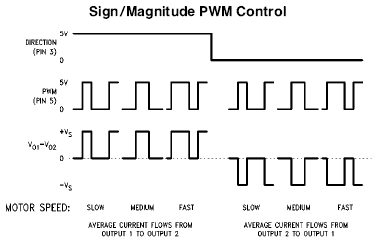 Sign/Magnitude PWM Control
DIRECTION
(PIN 3)
5V
0
PWM
(PIN 5)
5V
0
VO1-VO2
+VS
0
-VS
MOTOR SPEED: SLOW MEDIUM FAST SLOW MEDIUM FAST
AVERAGE CURRENT FLOWS FROM
OUTPUT 1 TO OUTPUT 2
AVERAGE CURRENT FLOWS FROM
OUTPUT 2 TO OUTPUT 1